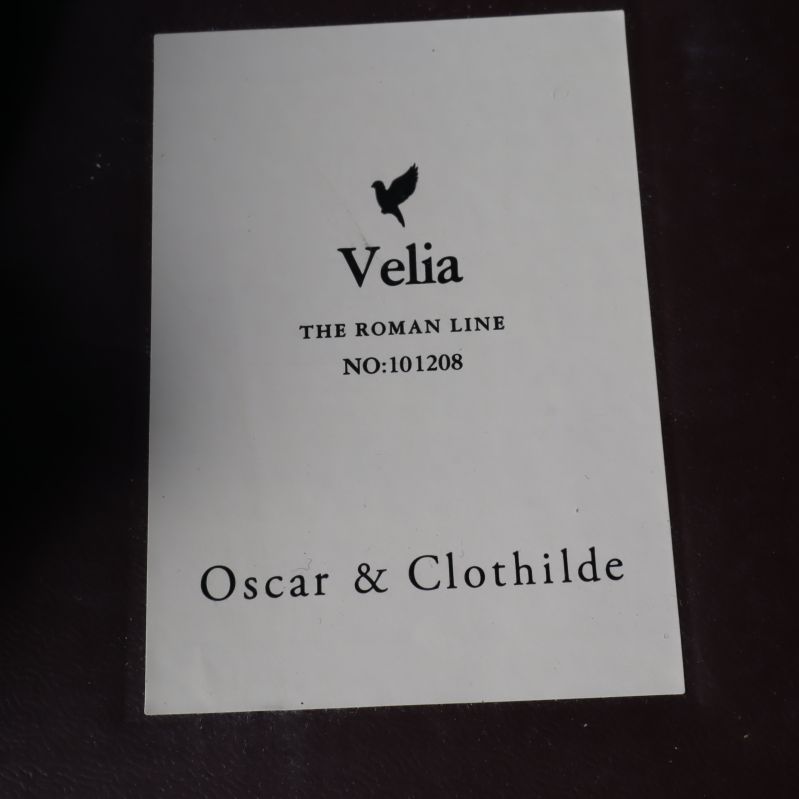 Velia
THE ROMAN LINE
NO:101208
Oscar & Clothilde